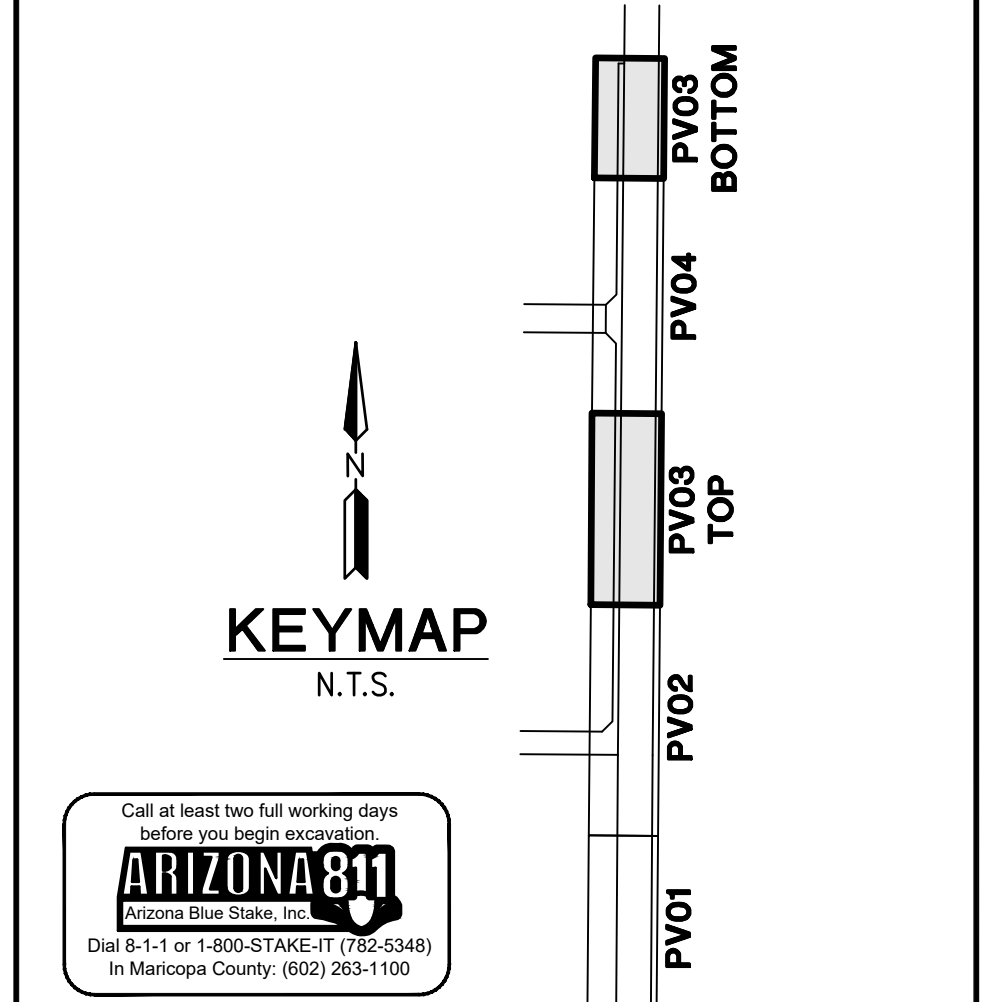 PV03
BOTTOM
PV04
N
PV03
TOP
KEYMAP
N.T.S.
PV02
Call at least two full working days
before you begin excavation.
ARIZONA 811
Arizona Blue Stake, Inc.
Dial 8-1-1 or 1-800-STAKE-IT (782-5348)
In Maricopa County: (602) 263-1100
PV01